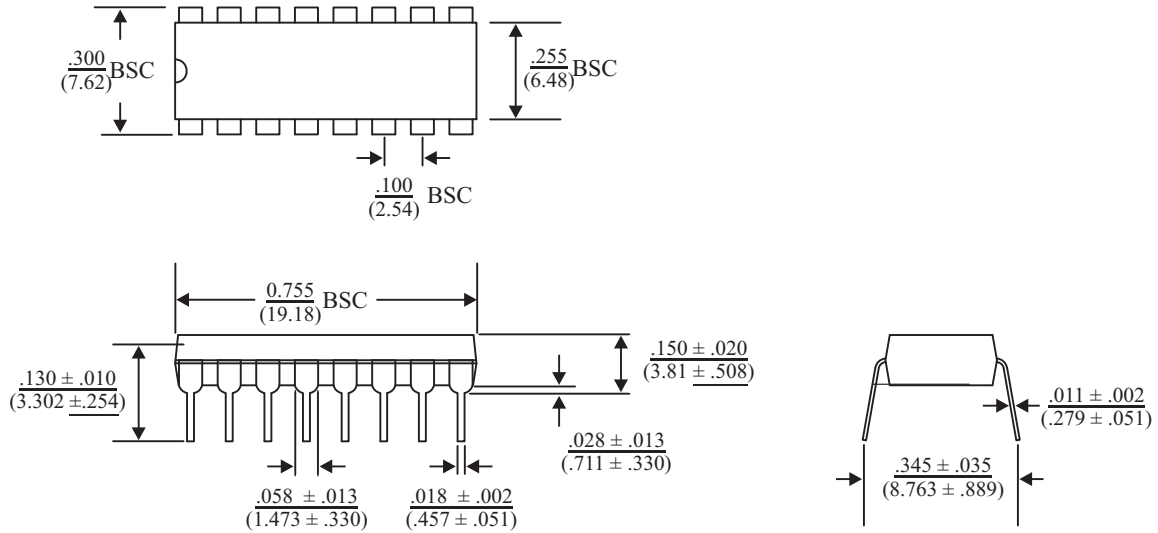 .300
(7.62) BSC
.255
(6.48) BSC
.100
(2.54) BSC
0.755
(19.18) BSC
.130 ± .010
(3.302 ± .254)
.150 ± .020
(3.81 ± .508)
.028 ± .013
(.711 ± .330)
.058 ± .013
(1.473 ± .330)
.018 ± .002
(.457 ± .051)
.011 ± .002
(.279 ± .051)
.345 ± .035
(8.763 ± .889)